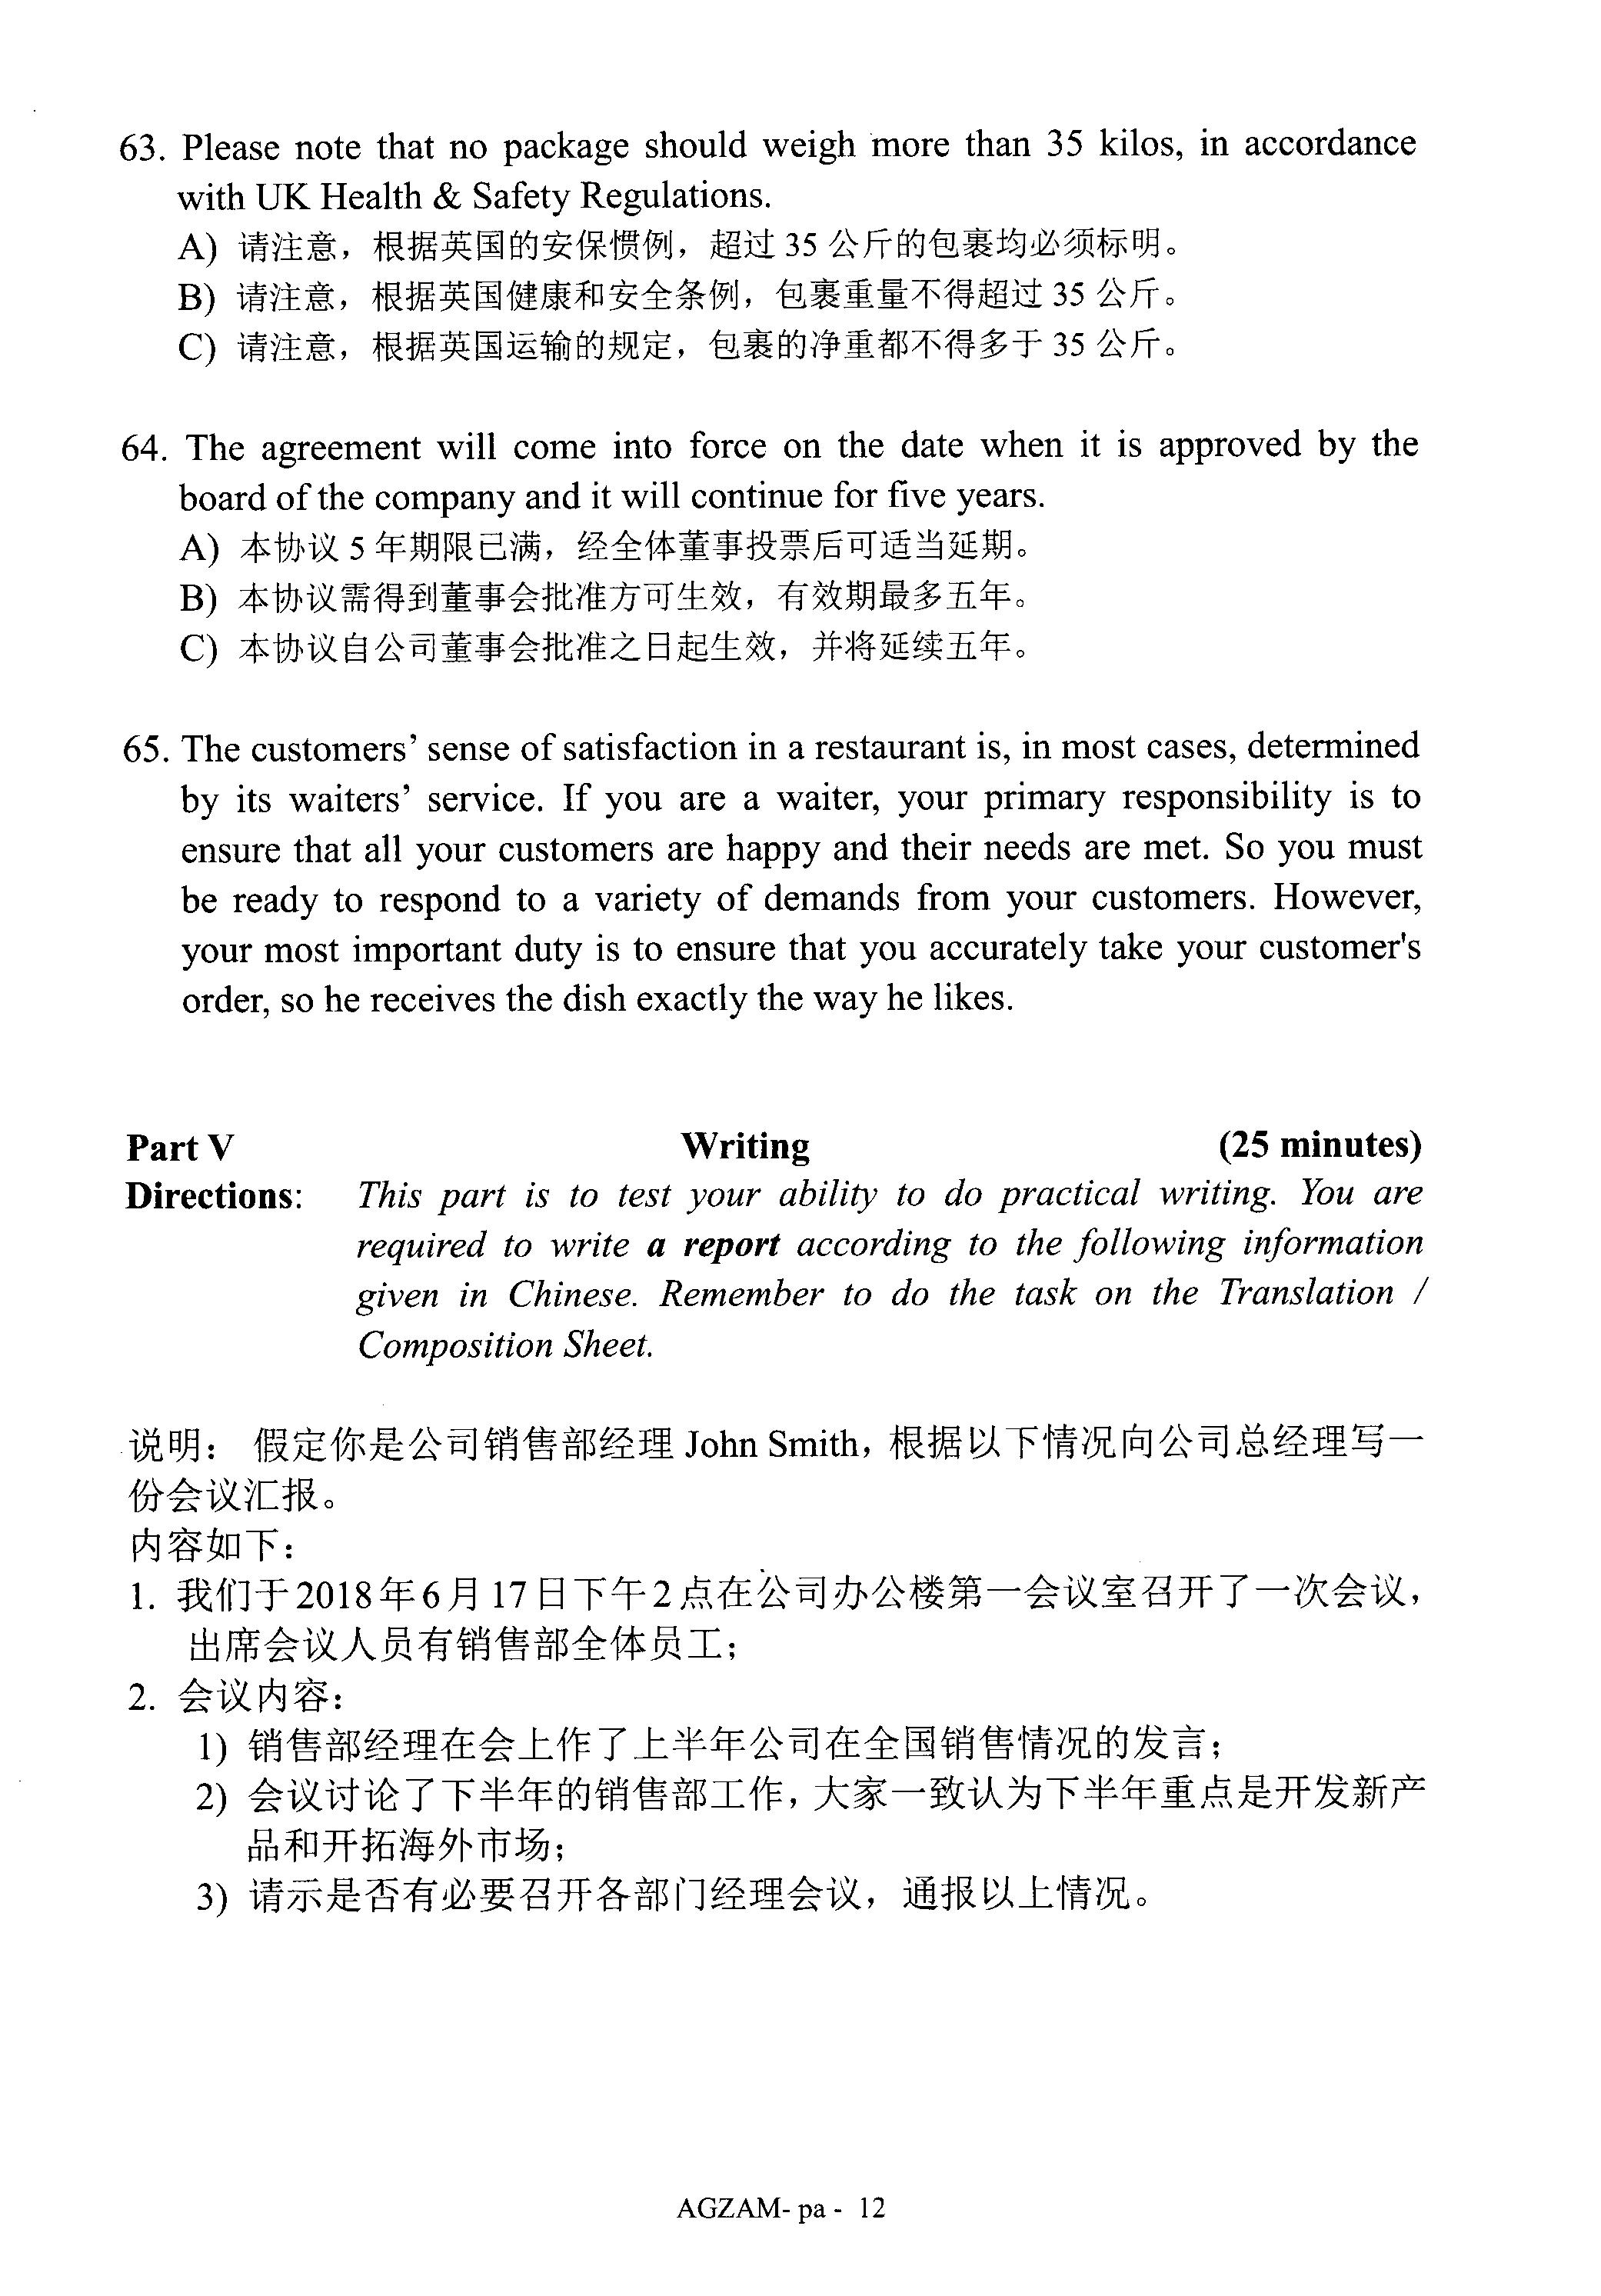 63. Please note that no package should weigh more than 35 kilos, in accordance
with UK Health & Safety Regulations.
A) 请注意，根据英国的安保惯例，超过 35 公斤的包裹均必须标明。
B) 请注意，根据英国健康和安全条例，包裹重量不得超过 35 公斤。
C) 请注意，根据英国运输的规定，包裹的净重都不得多于 35 公斤。
64. The agreement will come into force on the date when it is approved by the
board of the company and it will continue for five years.
A) 本协议 5 年期限已满，经全体董事投票后可适当延期。
B) 本协议需得到董事会批准方可生效，有效期最多五年。
C) 本协议自公司董事会批准之日起生效，并将延续五年。
65. The customers’ sense of satisfaction in a restaurant is, in most cases, determined
by its waiters’ service. If you are a waiter, your primary responsibility is to
ensure that all your customers are happy and their needs are met. So you must
be ready to respond to a variety of demands from your customers. However,
your most important duty is to ensure that you accurately take your customer's
order, so he receives the dish exactly the way he likes.
Part V Writing (25 minutes)
Directions: This part is to test your ability to do practical writing. You are
required to write a report according to the following information
given in Chinese. Remember to do the task on the Translation /
Composition Sheet.
说明： 假定你是公司销售部经理 John Smith，根据以下情况向公司总经理写一
份会议汇报。
内容如下：
1. 我们于2018年6月17日下午2点在公司办公楼第一会议室召开了一次会议，
出席会议人员有销售部全体员工；
2. 会议内容：
1) 销售部经理在会上作了上半年公司在全国销售情况的发言；
2) 会议讨论了下半年的销售部工作，大家一致认为下半年重点是开发新产
品和开拓海外市场；
3) 请示是否有必要召开各部门经理会议，通报以上情况。
AGZAM- pa - 12